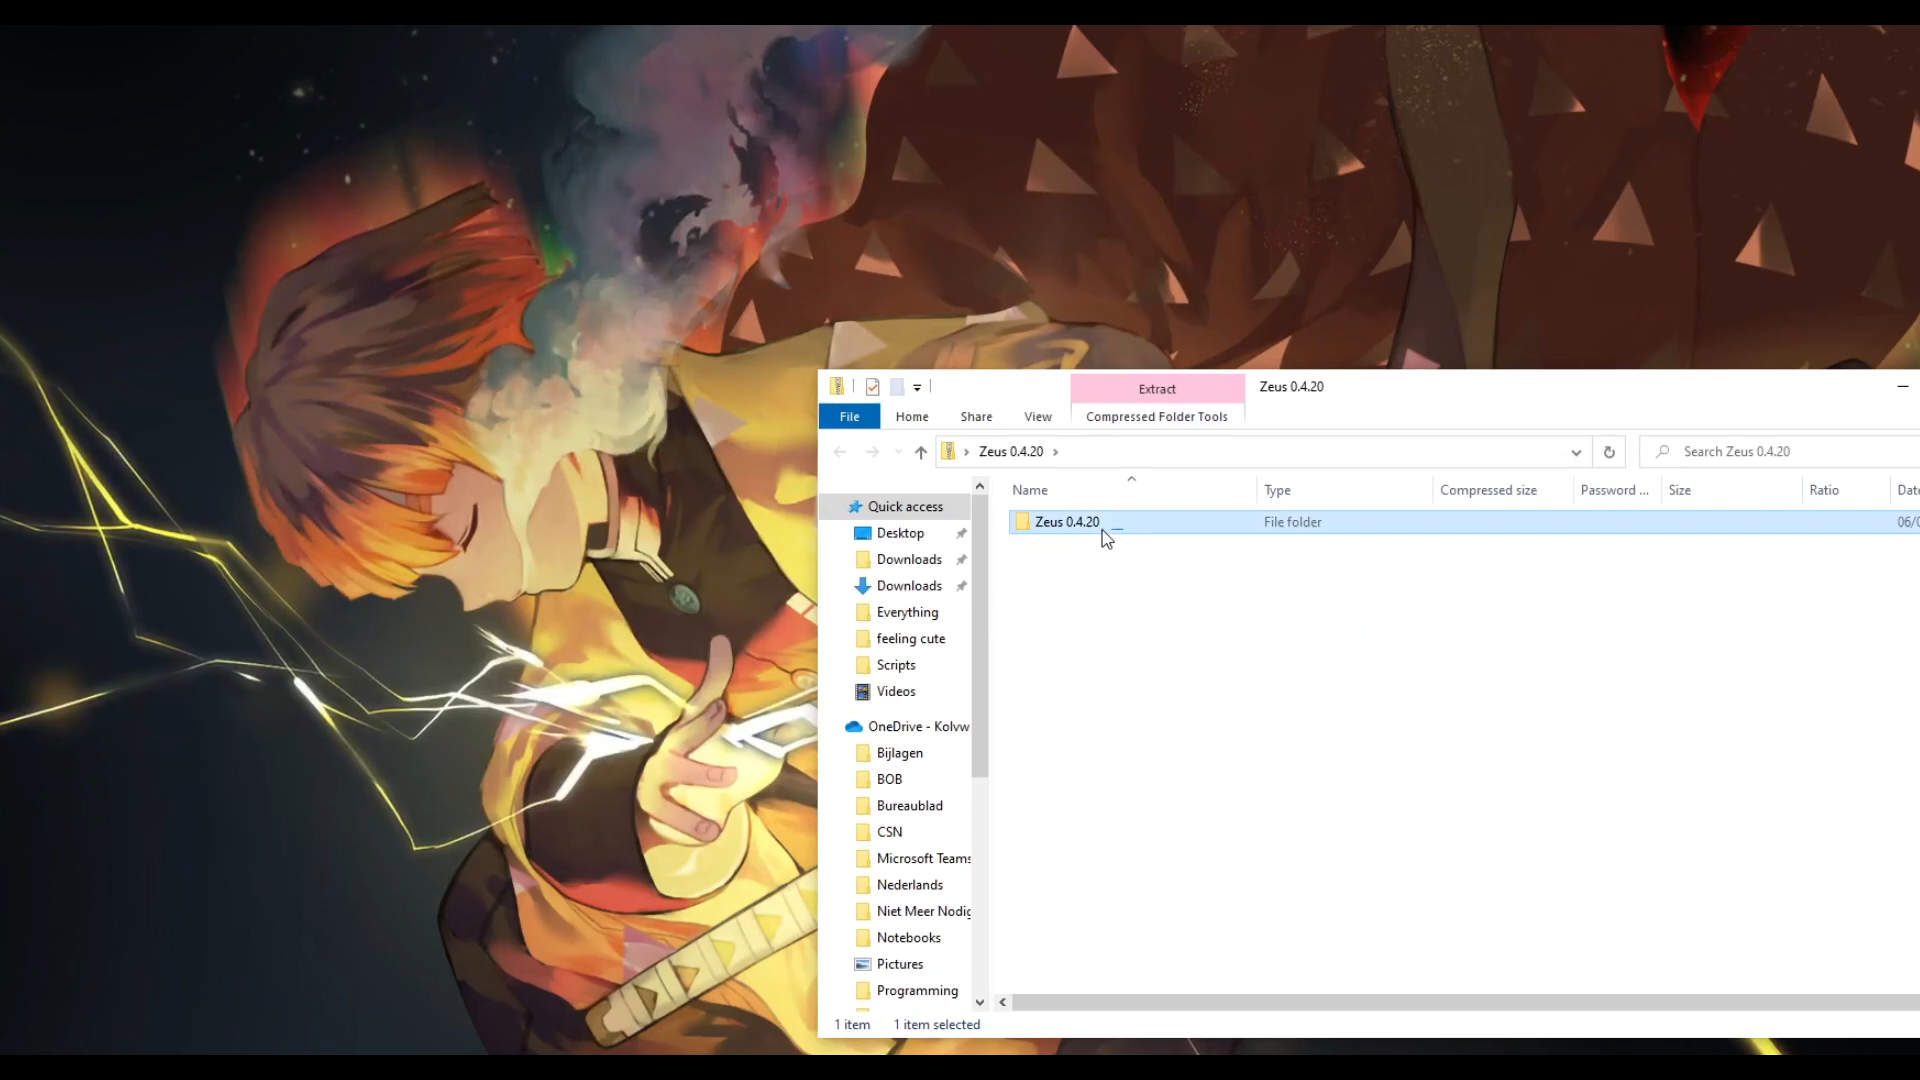 Extract
Zeus 0.4.20
File
Home
Share
View
Compressed Folder Tools
Zeus 0.4.20
Search Zeus 0.4.20
Name
Type
Compressed size
Password ...
Size
Ratio
Date
Quick access
Zeus 0.4.20
File folder
06/0
Desktop
Downloads
Downloads
Everything
feeling cute
Scripts
Videos
OneDrive - Kolvw
Bijlagen
BOB
Bureaublad
CSN
Microsoft Teams
Nederlands
Niet Meer Nodig
Notebooks
Pictures
Programming
1 item
1 item selected